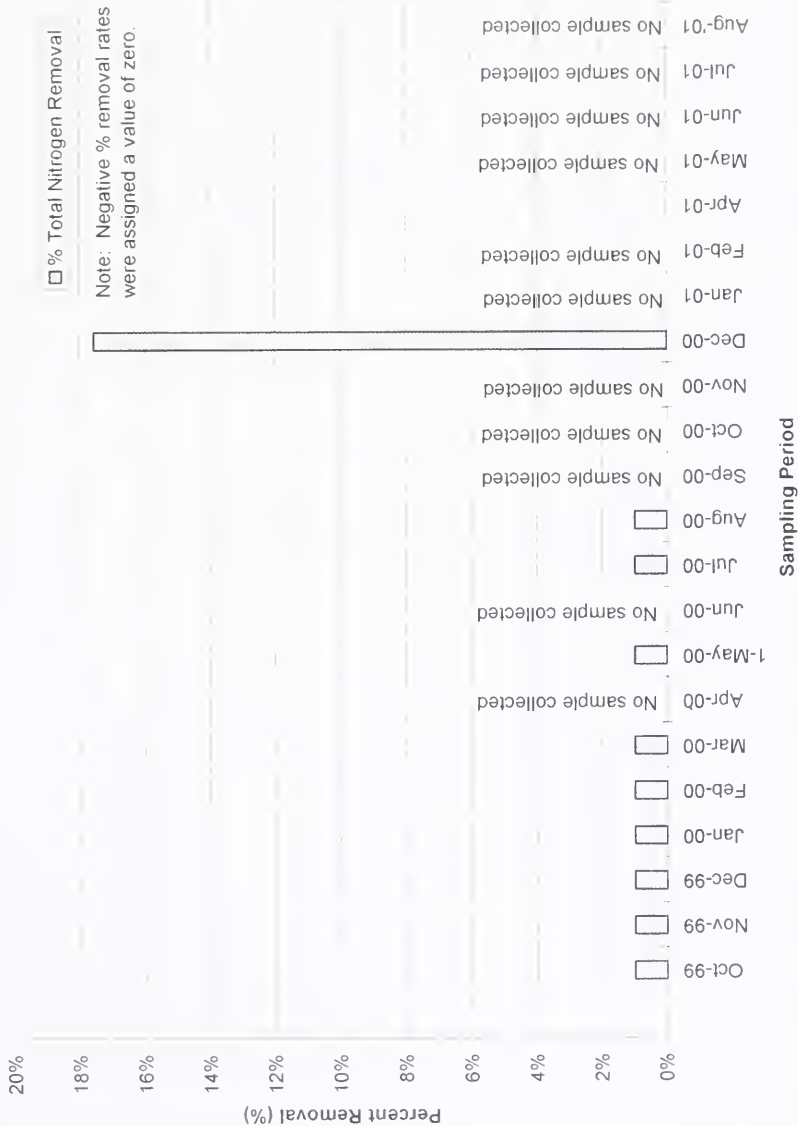 % Total Nitrogen Removal
Note: Negative % removal rates
were assigned a value of zero.
Percent Removal (%)
20%
18%
16%
14%
12%
10%
8%
6%
4%
2%
0%
No sample collected
No sample collected
No sample collected
No sample collected
No sample collected
No sample collected
No sample collected
No sample collected
No sample collected
No sample collected
No sample collected
Oct-99
Nov-99
Dec-99
Jan-00
Feb-00
Mar-00
Apr-00
1-May-00
Jun-00
Jul-00
Aug-00
Sep-00
Oct-00
Nov-00
Dec-00
Jan-01
Feb-01
Apr-01
May-01
Jun-01
Jul-01
Aug-'01
Sampling Period